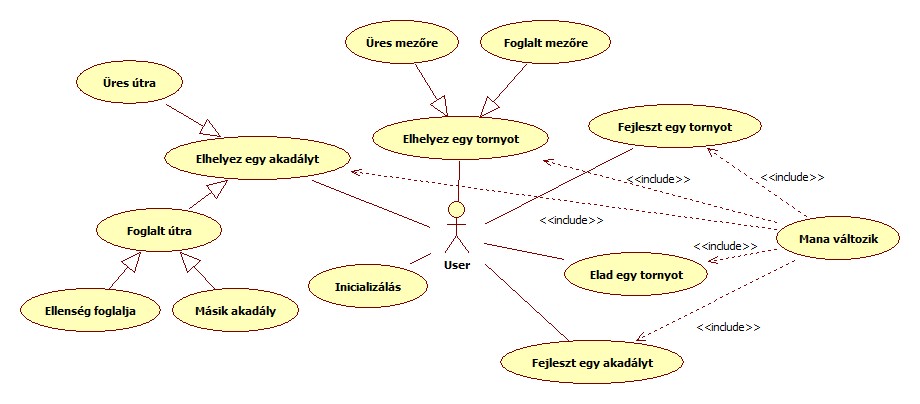 Üres mezőre
Foglalt mezőre
Üres útra
Fejleszt egy tornyot
Elhelyez egy tornyot
Elhelyez egy akadályt
<<include>>
<<include>>
<<include>>
Foglalt útra
Mana változik
<<include>>
User
Elad egy tornyot
Inicializálás
Ellenség foglalja
Másik akadály
<<include>>
Fejleszt egy akadályt